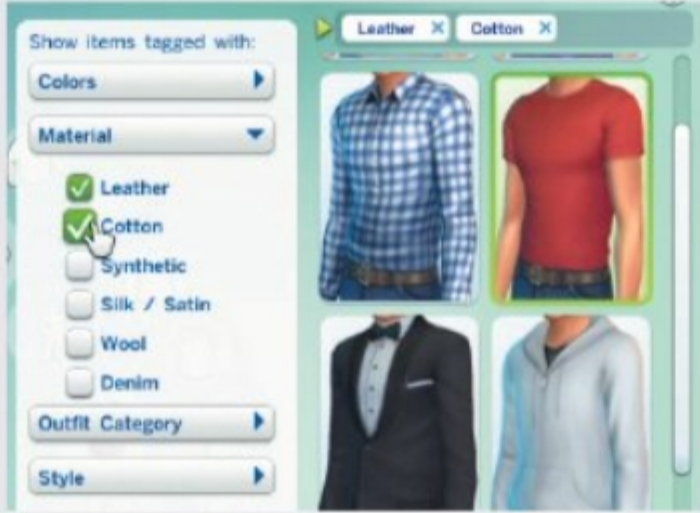 Show items tagged with:
Leather X Cotton X
Colors
Material
Leather
Cotton
Synthetic
Silk / Satin
Wool
Denim
Outfit Category
Style